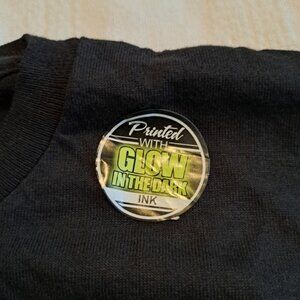 Printed
WITH
GLOW
IN THE DARK
INK